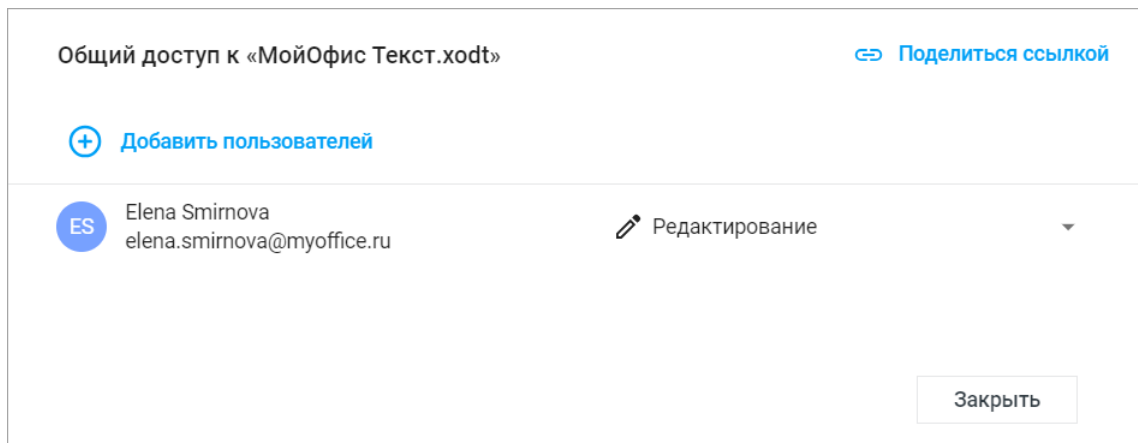 Общий доступ к «МойОфис Текст.xodt»
Поделиться ссылкой
Добавить пользователей
ES
Elena Smirnova
elena.smirnova@myoffice.ru
Редактирование
Закрыть